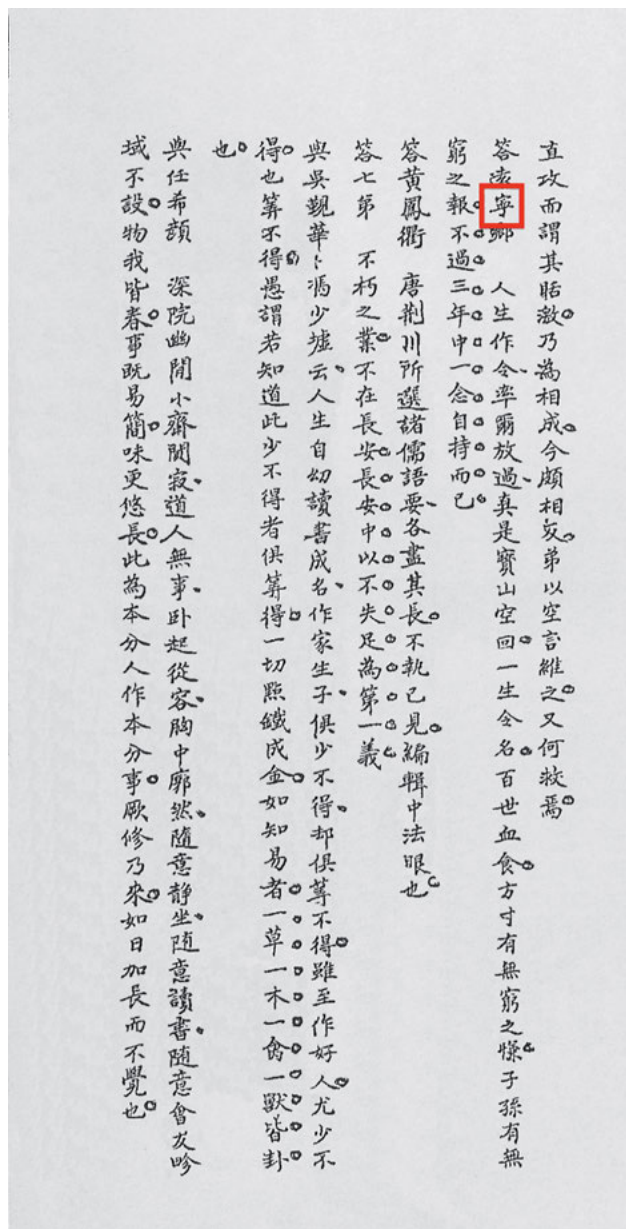 直攻而謂其聒激乃為相成今頗相反弟以空言維之又何救焉
答宗寧鄉 人生作令率爾放過真是寶山空回一生令名百世血食方寸有無窮之慊子孫有無
窮之報不過三年中一念自持而已
答黃鳳衢 唐荊川所選諸儒語要各盡其長不執己見編輯中法眼也
答七第 不朽之業不在長安長安中以不失足為第一義
與吳覲華 馮少墟云人生自幼讀書成名作家生子俱少不得却俱筭不得雖至作好人尤少不
得也筭不得愚謂若知道此少不得者俱筭得一切點鐵成金如知易者一草一木一禽一獸皆卦
也
與任希顏 深院幽閒小齋閴寂道人無事卧起從容胸中廓然隨意静坐随意讀書隨意會友吟
域不設物我皆春事既易簡味更悠長此為本分人作本分事厥修乃來如日加長而不覺也